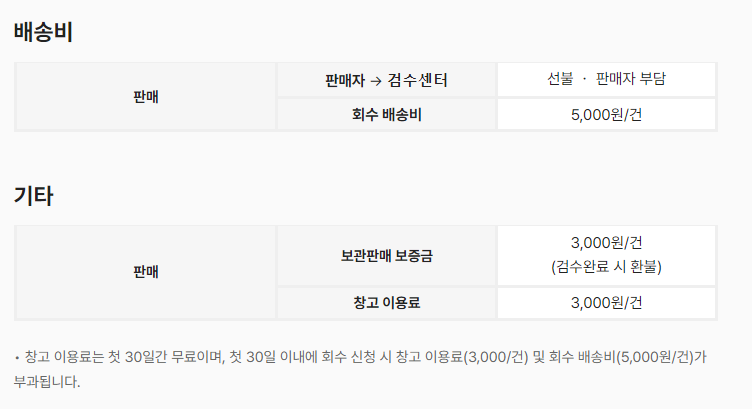 배송비
판매
판매자 → 검수센터
선불 · 판매자 부담
회수 배송비
5,000원/건
기타
판매
보관판매 보증금
3,000원/건
(검수완료 시 환불)
창고 이용료
3,000원/건
• 창고 이용료는 첫 30일간 무료이며, 첫 30일 이내에 회수 신청 시 창고 이용료(3,000/건) 및 회수 배송비(5,000원/건)가
부과됩니다.